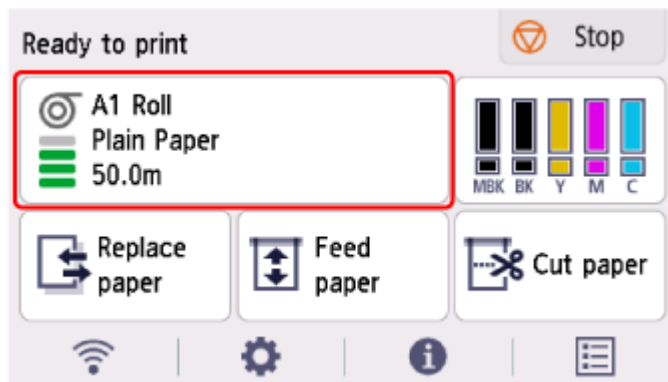 Ready to print
Stop
A1 Roll
Plain Paper
50.0m
MBK BK Y M C
Replace
paper
Feed
paper
Cut paper